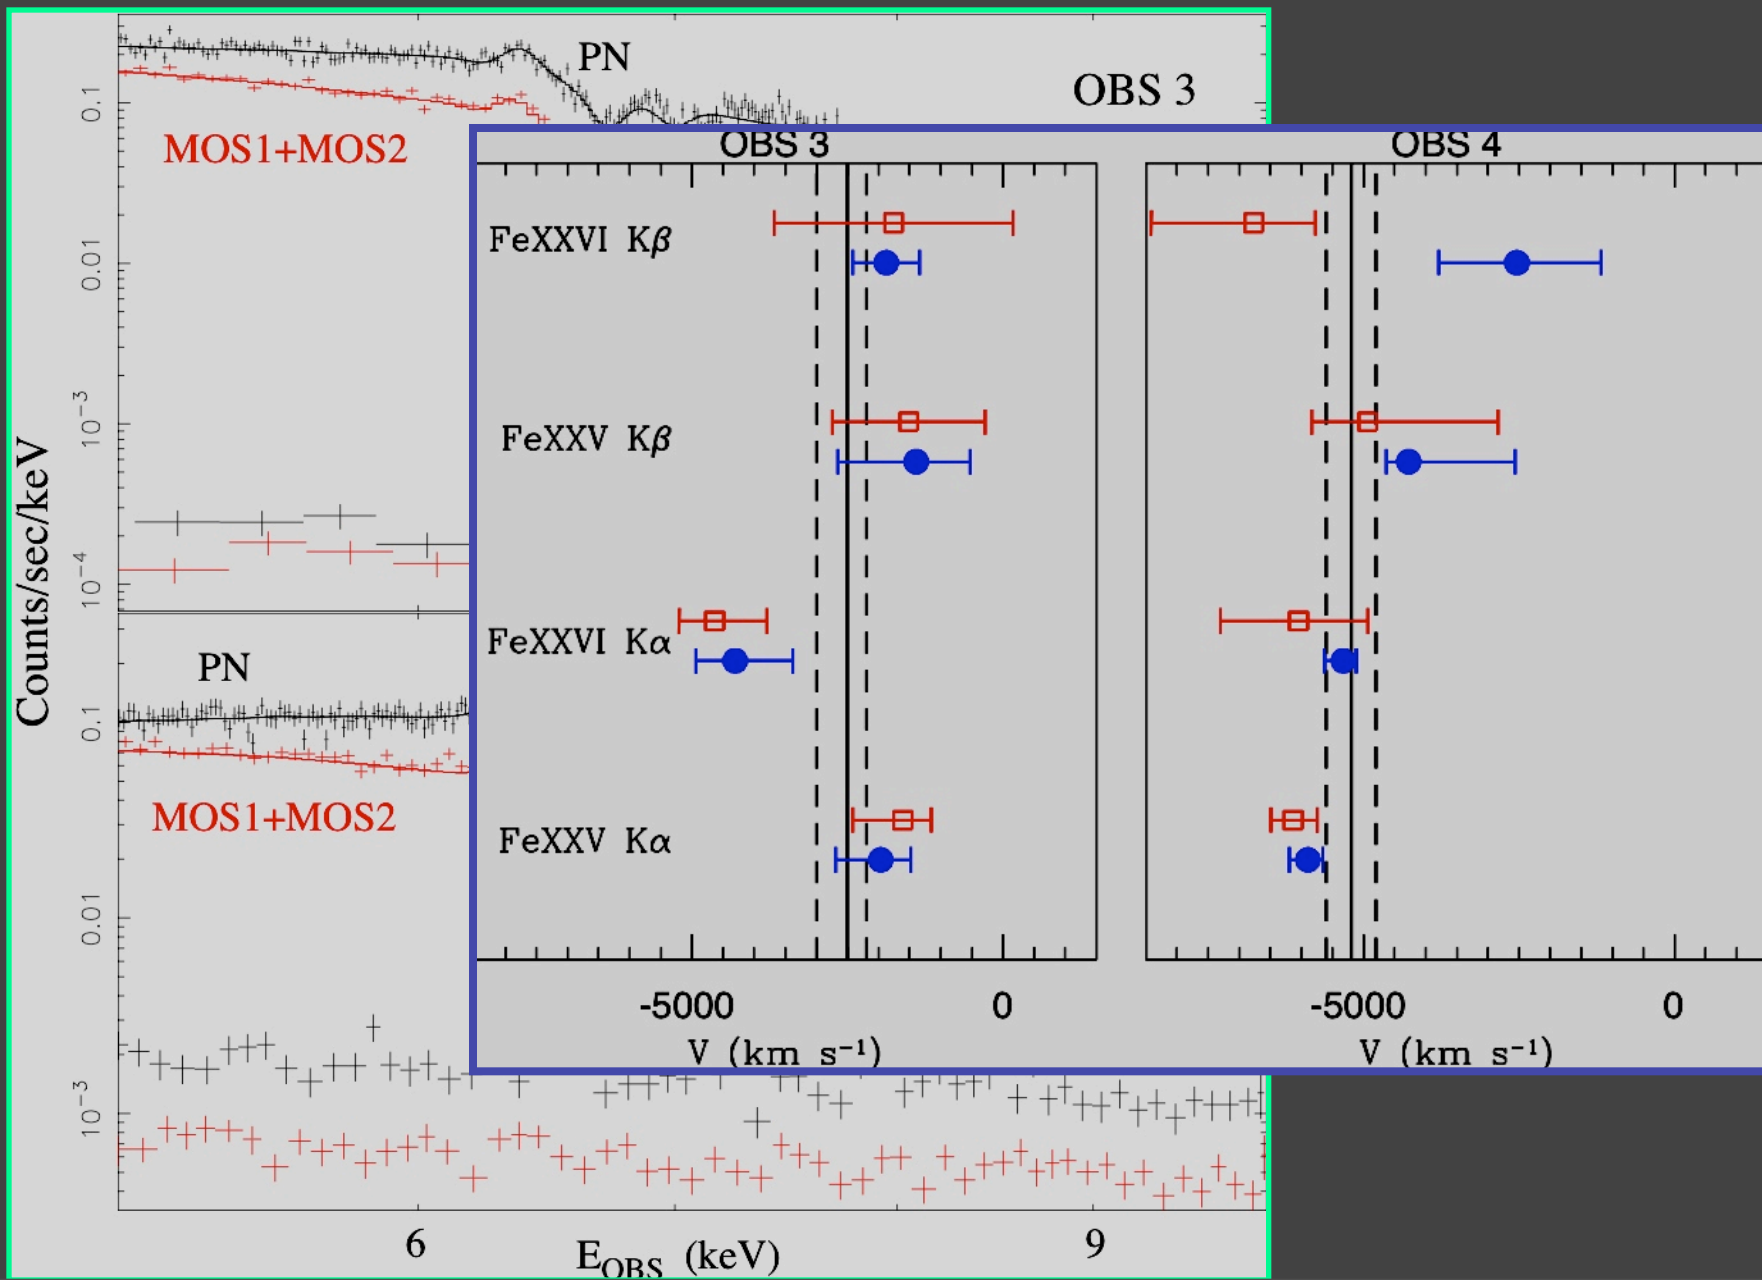 PN
OBS 3
0.1
MOS1+MOS2
0.01
10⁻³
10⁻⁴
Counts/sec/keV
PN
0.1
MOS1+MOS2
0.01
10⁻³
6
9
E_OBS (keV)
OBS 3
OBS 4
FeXXVI Kβ
FeXXV Kβ
FeXXVI Kα
FeXXV Kα
-5000
0
-5000
0
V (km s⁻¹)
V (km s⁻¹)